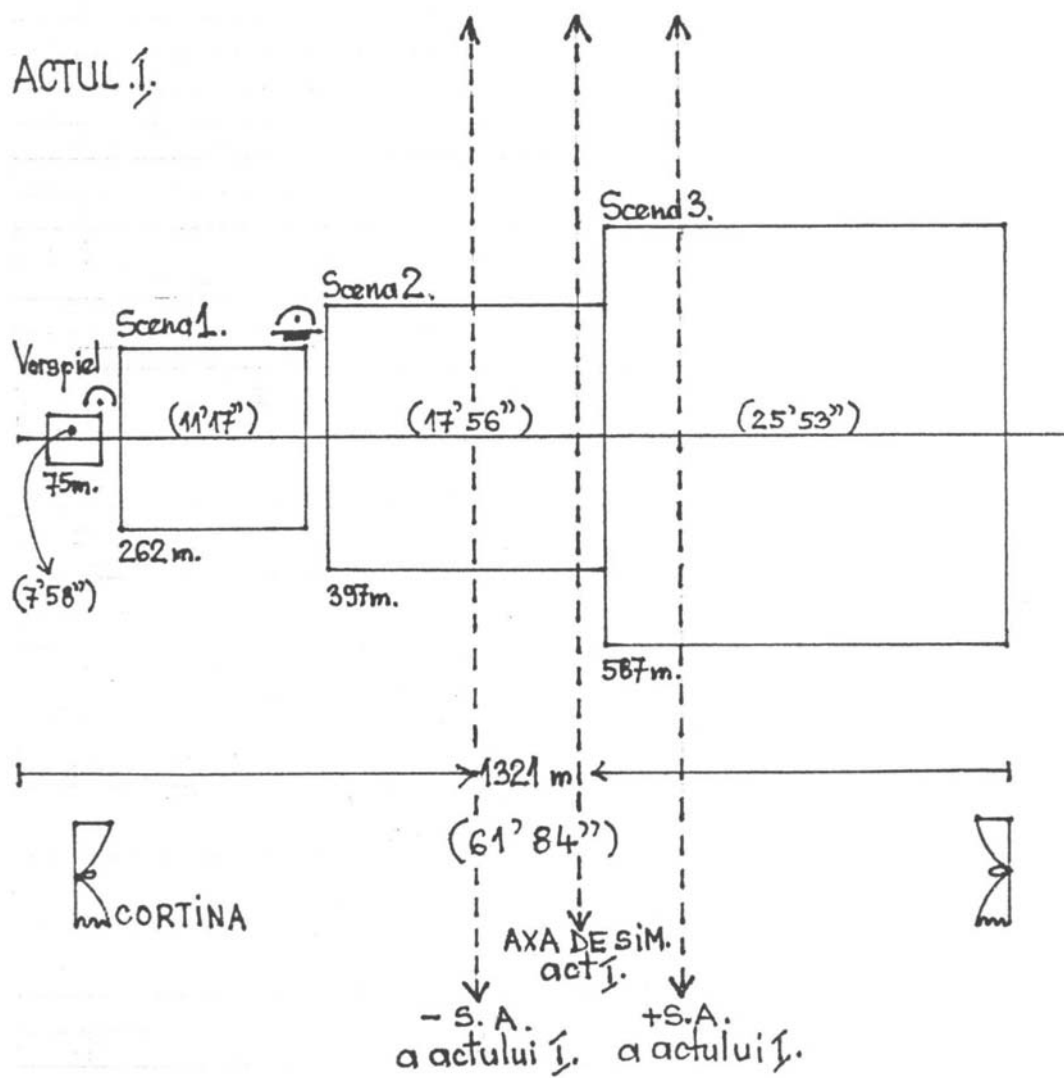 ACTUL I.
Scena 3.
Scena 2.
Scena 1.
Vorspiel
(11'17")
(17'56")
(25'53")
75m.
262 m.
(7'58")
397m.
587m.
1321 m
(61'84")
CORTINA
AXA DE SIM.
act I.
- S. A.
a actului I.
+S.A.
a actului I.